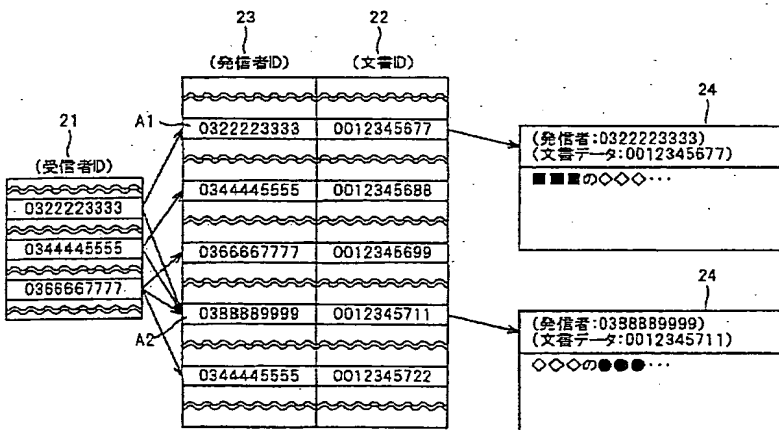 23
22
(発信者ID)
(文書ID)
21
(受信者ID)
A1
0322223333
0012345677
0344445555
0012345688
0366667777
0012345699
0388889999
0012345711
A2
0344445555
0012345722
0322223333
0344445555
0366667777
24
(発信者:0322223333)
(文書データ:0012345677)
■■■の◇◇◇···
24
(発信者:0388889999)
(文書データ:0012345711)
◇◇◇の●●●···